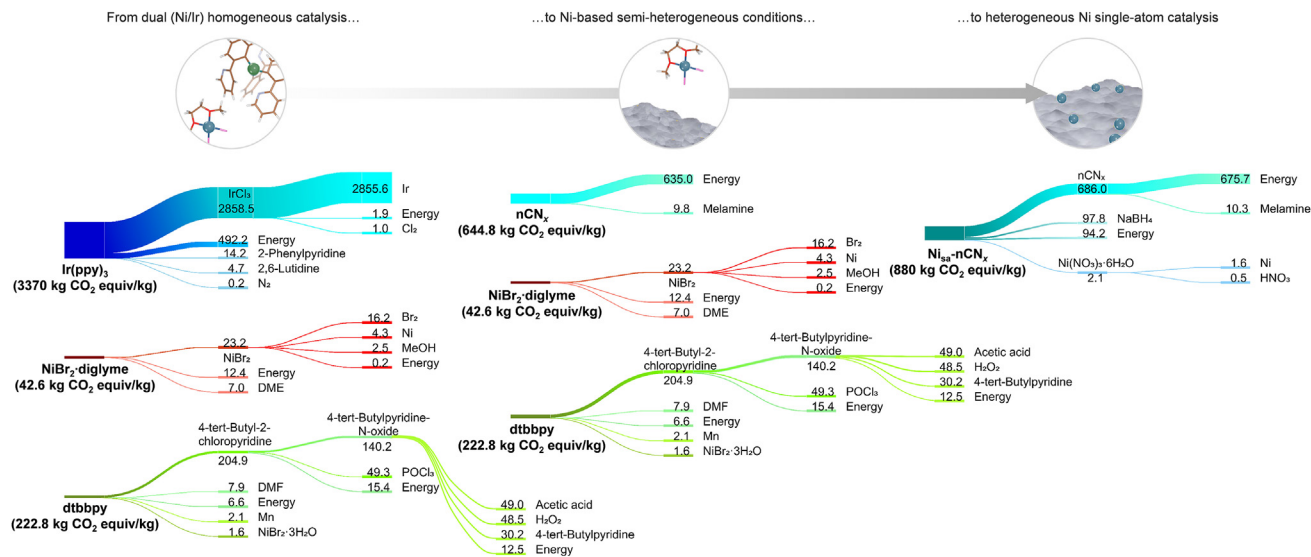 From dual (Ni/Ir) homogeneous catalysis…
…to Ni-based semi-heterogeneous conditions…
…to heterogeneous Ni single-atom catalysis
IrCl₃
2858.5
2855.6 Ir
1.9 Energy
1.0 Cl₂
492.2 Energy
14.2 2-Phenylpyridine
4.7 2,6-Lutidine
0.2 N₂
Ir(ppy)₃
(3370 kg CO₂ equiv/kg)
23.2
NiBr₂
16.2 Br₂
4.3 Ni
2.5 MeOH
0.2 Energy
12.4 Energy
7.0 DME
NiBr₂·diglyme
(42.6 kg CO₂ equiv/kg)
4-tert-Butyl-2-
chloropyridine
204.9
4-tert-Butylpyridine-
N-oxide
140.2
49.3 POCl₃
15.4 Energy
7.9 DMF
6.6 Energy
2.1 Mn
1.6 NiBr₂·3H₂O
49.0 Acetic acid
48.5 H₂O₂
30.2 4-tert-Butylpyridine
12.5 Energy
dtbbpy
(222.8 kg CO₂ equiv/kg)
635.0 Energy
9.8 Melamine
nCNₓ
(644.8 kg CO₂ equiv/kg)
23.2
NiBr₂
16.2 Br₂
4.3 Ni
2.5 MeOH
0.2 Energy
12.4 Energy
7.0 DME
NiBr₂·diglyme
(42.6 kg CO₂ equiv/kg)
4-tert-Butyl-2-
chloropyridine
204.9
4-tert-Butylpyridine-
N-oxide
140.2
49.0 Acetic acid
48.5 H₂O₂
30.2 4-tert-Butylpyridine
12.5 Energy
49.3 POCl₃
15.4 Energy
7.9 DMF
6.6 Energy
2.1 Mn
1.6 NiBr₂·3H₂O
dtbbpy
(222.8 kg CO₂ equiv/kg)
nCNₓ
686.0
675.7 Energy
10.3 Melamine
97.8 NaBH₄
94.2 Energy
Ni(NO₃)₃·6H₂O
2.1
1.6 Ni
0.5 HNO₃
Niₛₐ-nCNₓ
(880 kg CO₂ equiv/kg)